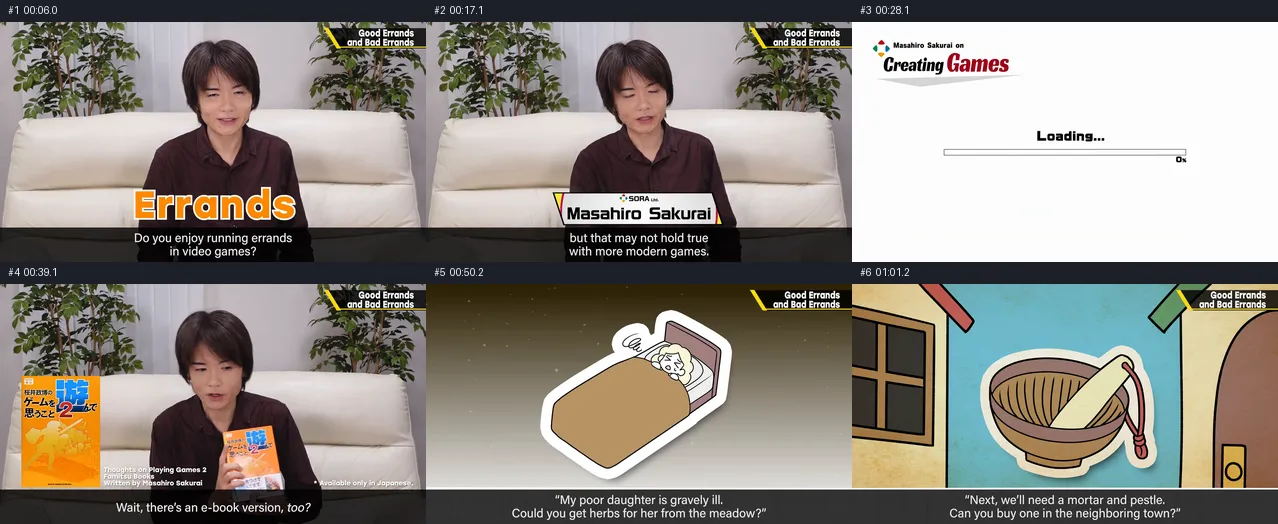 #1 00:06.0
Good Errands
and Bad Errands
Errands
Do you enjoy running errands
in video games?
#2 00:17.1
Good Errands
and Bad Errands
SORA Ltd.
Masahiro Sakurai
but that may not hold true
with more modern games.
#3 00:28.1
Masahiro Sakurai on
Creating Games
Loading...
0%
#4 00:39.1
Good Errands
and Bad Errands
桜井政博の
ゲームを
遊んで
思うこと
2
Thoughts on Playing Games 2
Famitsu Books
Written by Masahiro Sakurai
* Available only in Japanese.
Wait, there's an e-book version, too?
#5 00:50.2
Good Errands
and Bad Errands
“My poor daughter is gravely ill.
Could you get herbs for her from the meadow?”
#6 01:01.2
Good Errands
and Bad Errands
“Next, we'll need a mortar and pestle.
Can you buy one in the neighboring town?”